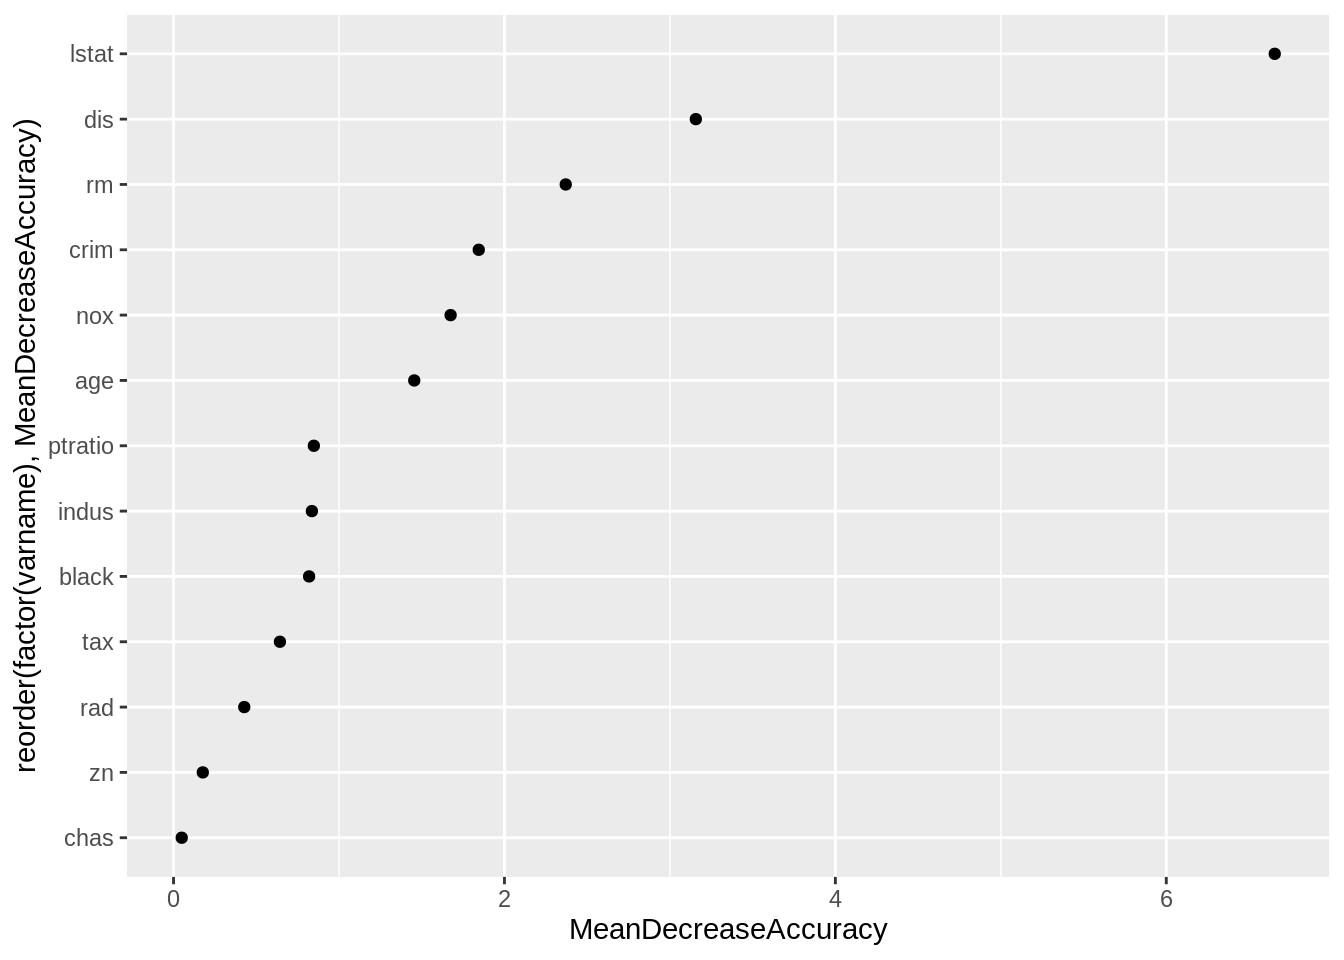 reorder(factor(varname), MeanDecreaseAccuracy)
lstat
dis
rm
crim
nox
age
ptratio
indus
black
tax
rad
zn
chas
0 2 4 6
MeanDecreaseAccuracy